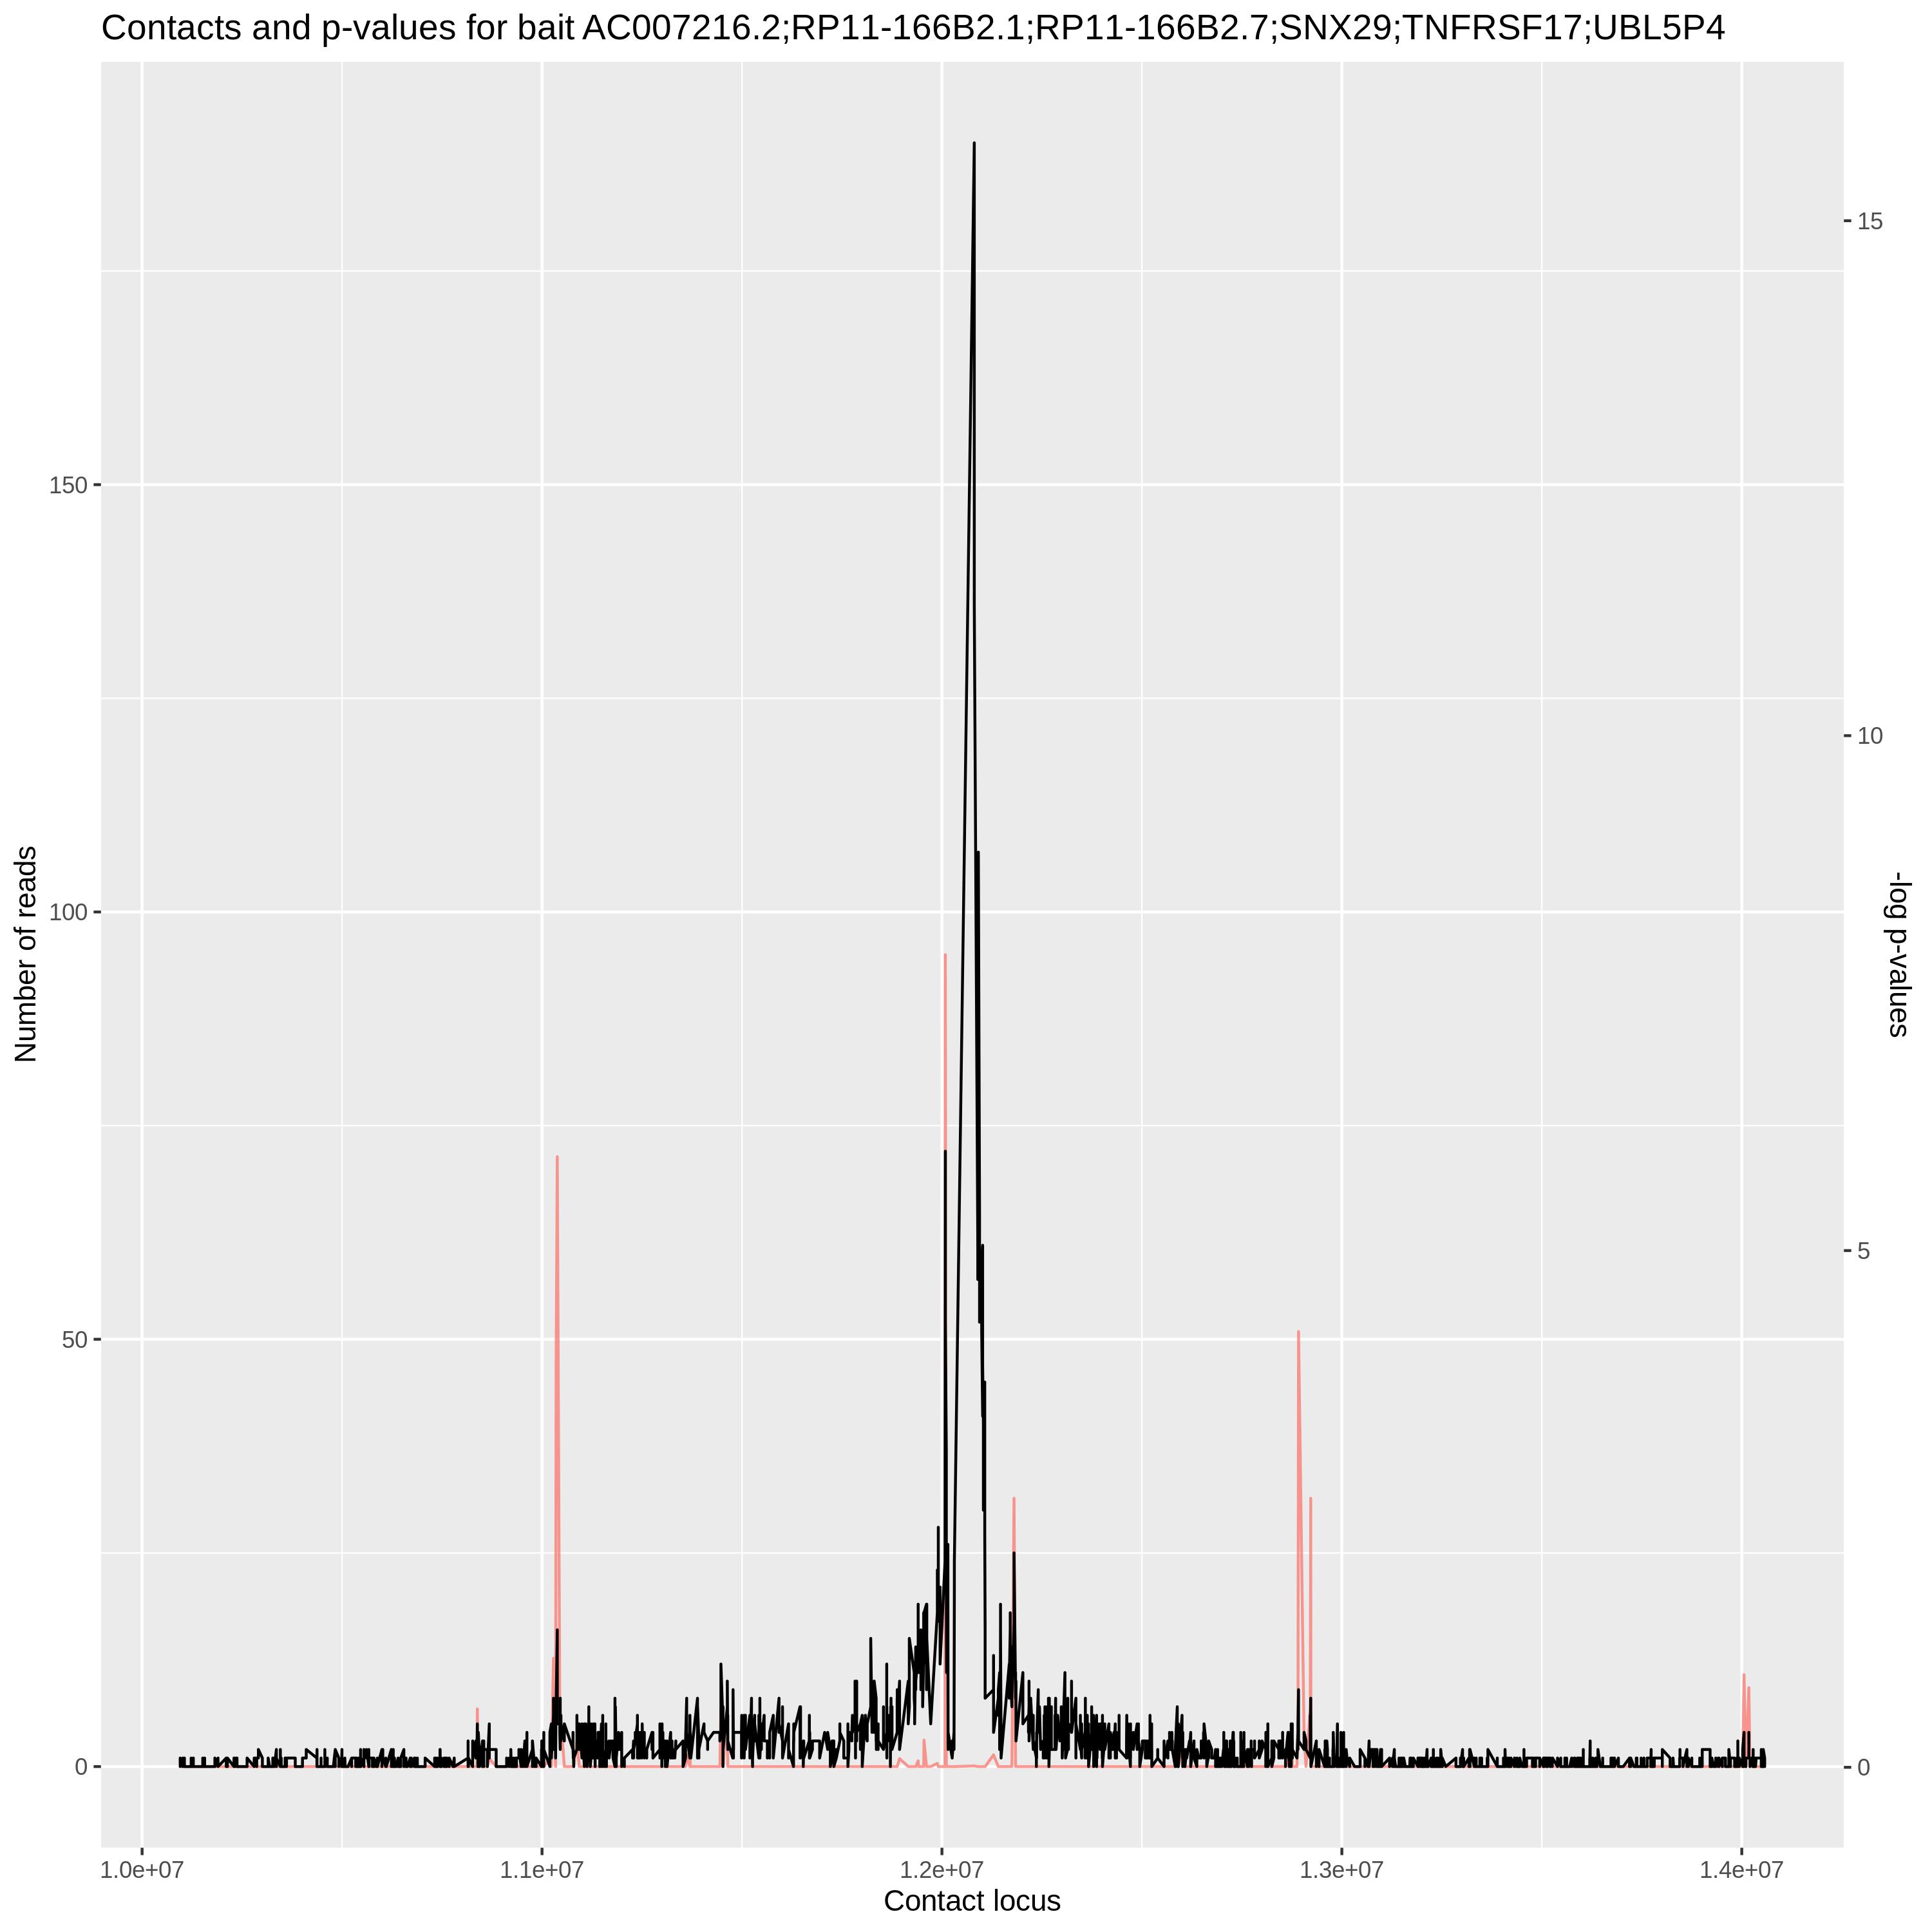 Contacts and p-values for bait AC007216.2;RP11-166B2.1;RP11-166B2.7;SNX29;TNFRSF17;UBL5P4
Number of reads
150
100
50
0
15
10
5
0
-log p-values
1.0e+07
1.1e+07
1.2e+07
1.3e+07
1.4e+07
Contact locus